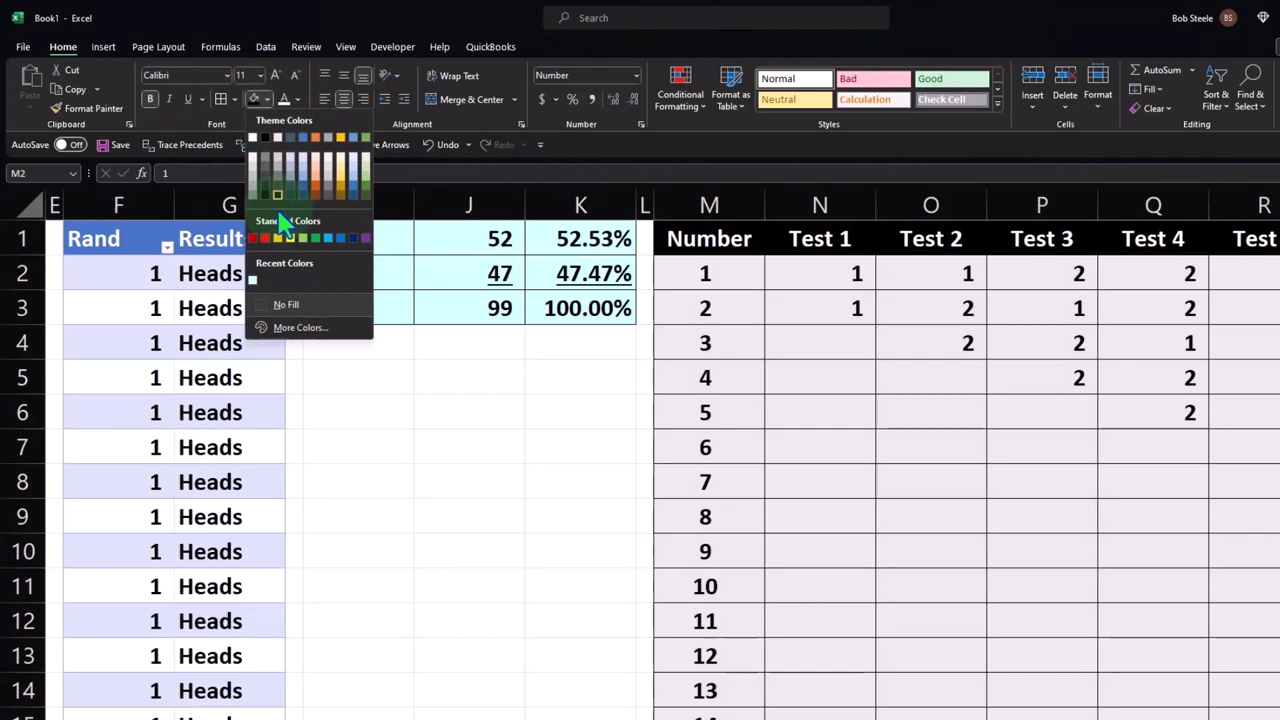 Book1 - Excel
Search
Bob Steele BS
File Home Insert Page Layout Formulas Data Review View Developer Help QuickBooks
Paste
Cut
Copy
Format Painter
Clipboard
Calibri 11
B I U
Font
Wrap Text
Merge & Center
Alignment
Number
$ %
Number
Conditional Formatting
Format as Table
Normal Bad Good
Neutral Calculation Check Cell
Styles
Insert Delete Format
Cells
AutoSum
Fill
Clear
Sort & Filter
Find & Select
Editing
AutoSave Off Save Trace Precedents Undo Redo
M2 fx 1
Theme Colors
Standard Colors
Recent Colors
No Fill
More Colors...
E F G J K L M N O P Q R
1 Rand Result 52 52.53% Number Test 1 Test 2 Test 3 Test 4 Test
2 1 Heads 47 47.47% 1 1 1 2 2
3 1 Heads 99 100.00% 2 1 2 1 2
4 1 Heads 3 2 2 1
5 1 Heads 4 2 2
6 1 Heads 5 2
7 1 Heads 6
8 1 Heads 7
9 1 Heads 8
10 1 Heads 9
11 1 Heads 10
12 1 Heads 11
13 1 Heads 12
14 1 Heads 13